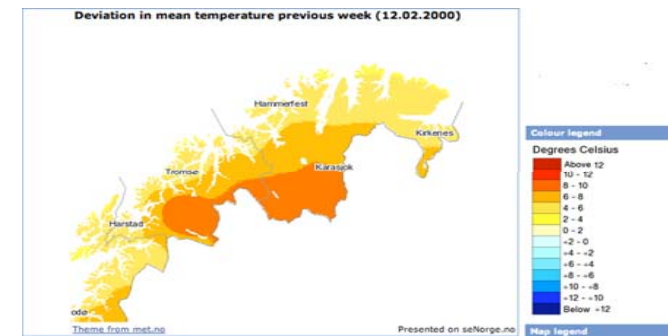 Deviation in mean temperature previous week (12.02.2000)
Hammerfest
Kirkenes
Tromsø
Karasjok
Harstad
odø
Theme from met.no
Presented on seNorge.no
Colour legend
Degrees Celsius
Above 12
10 - 12
8 - 10
6 - 8
4 - 6
2 - 4
0 - 2
-2 - 0
-4 - -2
-6 - -4
-8 - -6
-10 - -8
-12 - -10
Below -12
Map legend